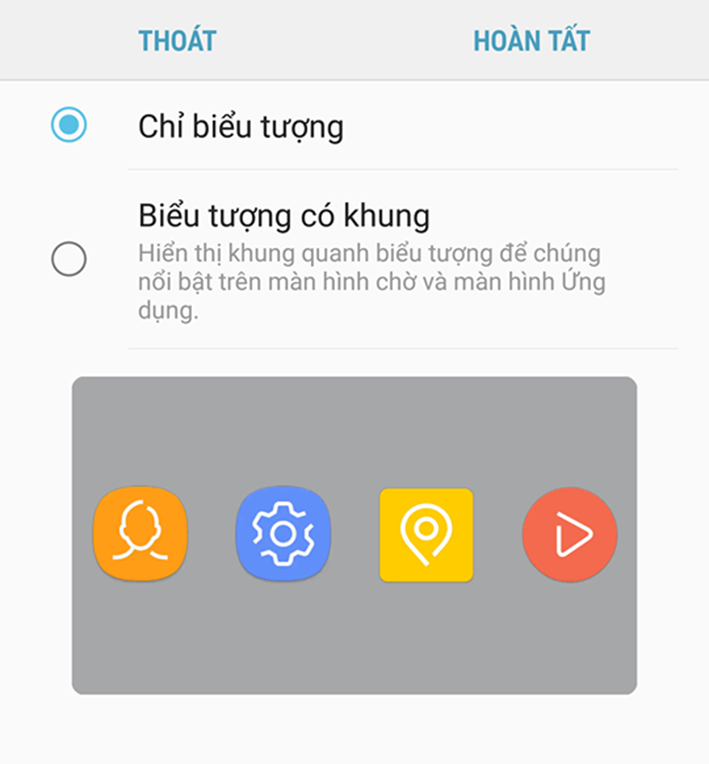 THOÁT
HOÀN TẤT
Chỉ biểu tượng
Biểu tượng có khung
Hiển thị khung quanh biểu tượng để chúng
nổi bật trên màn hình chờ và màn hình Ứng
dụng.